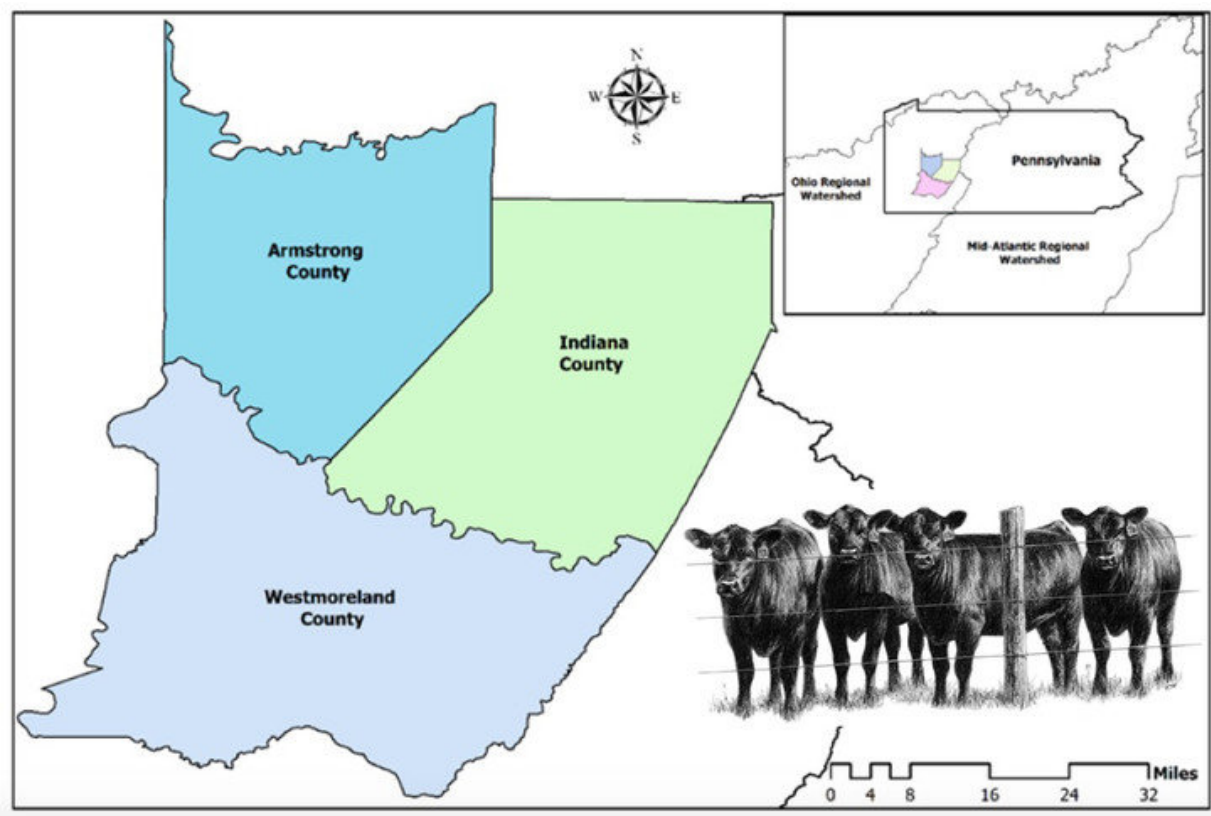 N
W E
S
Armstrong
County
Indiana
County
Westmoreland
County
Pennsylvania
Ohio Regional
Watershed
Mid-Atlantic Regional
Watershed
Miles
0 4 8 16 24 32